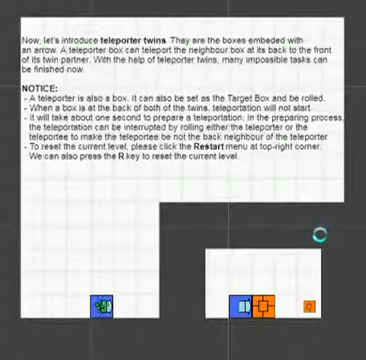 Now, let's introduce teleporter twins. They are the boxes embeded with
an arrow. A teleporter box can teleport the neighbour box at its back to the front
of its twin partner. With the help of teleporter twins, many impossible tasks can
be finished now.
NOTICE:
- A teleporter is also a box. It can also be set as the Target Box and be rolled.
- When a box is at the back of both of the twins, teleportation will not start.
- It will take about one second to prepare a teleportation. In the preparing process,
the teleportation can be interrupted by rolling either the teleporter or the
teleportee to make the teleportee be not the back neighbour of the teleporter.
- To reset the current level, please click the Restart menu at top-right corner.
We can also press the R key to reset the current level.